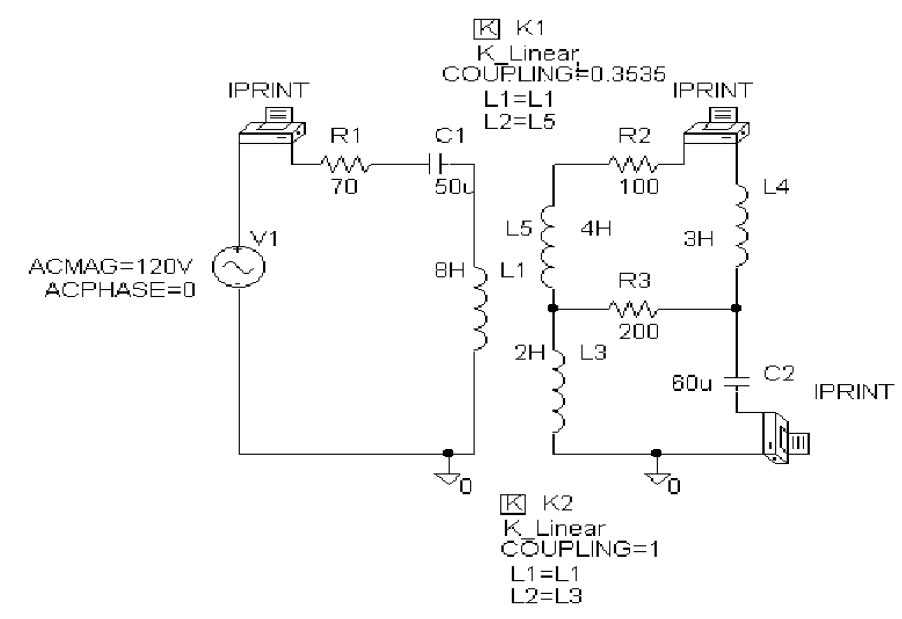 K K1
K_Linear
COUPLING=0.3535
L1=L1
L2=L5
IPRINT
IPRINT
R1
C1
R2
70
50u
100
L4
V1
L5
4H
3H
ACMAG=120V
ACPHASE=0
8H
L1
R3
200
2H
L3
60u
C2
IPRINT
0
0
K K2
K_Linear
COUPLING=1
L1=L1
L2=L3